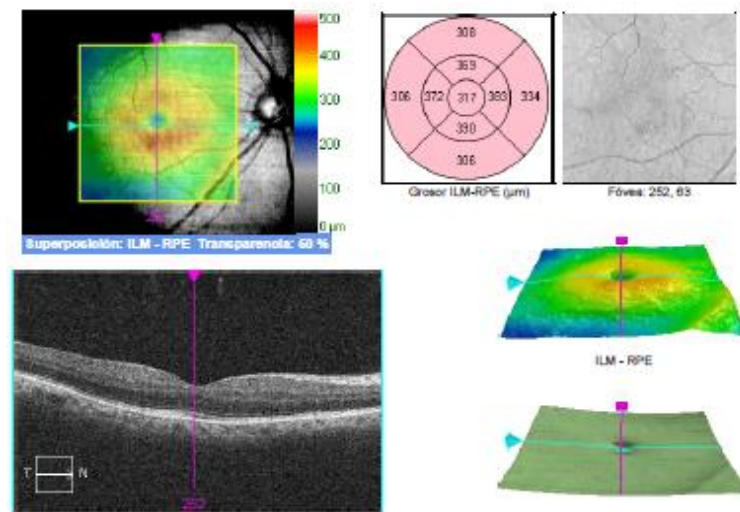 500
400
300
200
100
0 µm
Superposición: ILM - RPE Transparencia: 60 %
308
369
306 372 317 383 334
390
306
Grosor ILM-RPE (µm)
Fóvea: 252, 63
ILM - RPE
T N
252